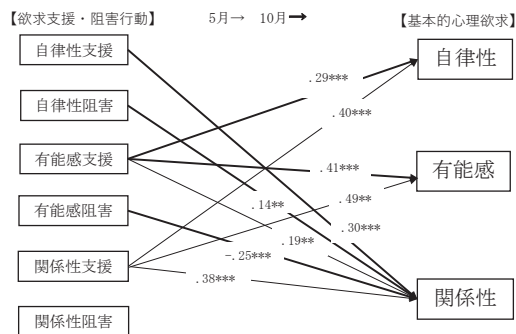 【欲求支援・阻害行動】 5月→ 10月→ 【基本的心理欲求】
自律性支援
自律性阻害
有能感支援
有能感阻害
関係性支援
関係性阻害
.29***
.40***
.41***
.49**
.14**
.30***
.19**
-.25***
.38***
自律性
有能感
関係性